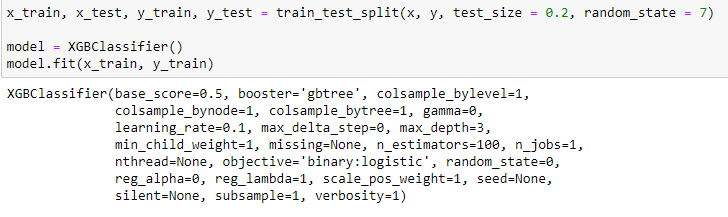 x_train, x_test, y_train, y_test = train_test_split(x, y, test_size = 0.2, random_state = 7)
model = XGBClassifier()
model.fit(x_train, y_train)
XGBClassifier(base_score=0.5, booster='gbtree', colsample_bylevel=1,
colsample_bynode=1, colsample_bytree=1, gamma=0,
learning_rate=0.1, max_delta_step=0, max_depth=3,
min_child_weight=1, missing=None, n_estimators=100, n_jobs=1,
nthread=None, objective='binary:logistic', random_state=0,
reg_alpha=0, reg_lambda=1, scale_pos_weight=1, seed=None,
silent=None, subsample=1, verbosity=1)